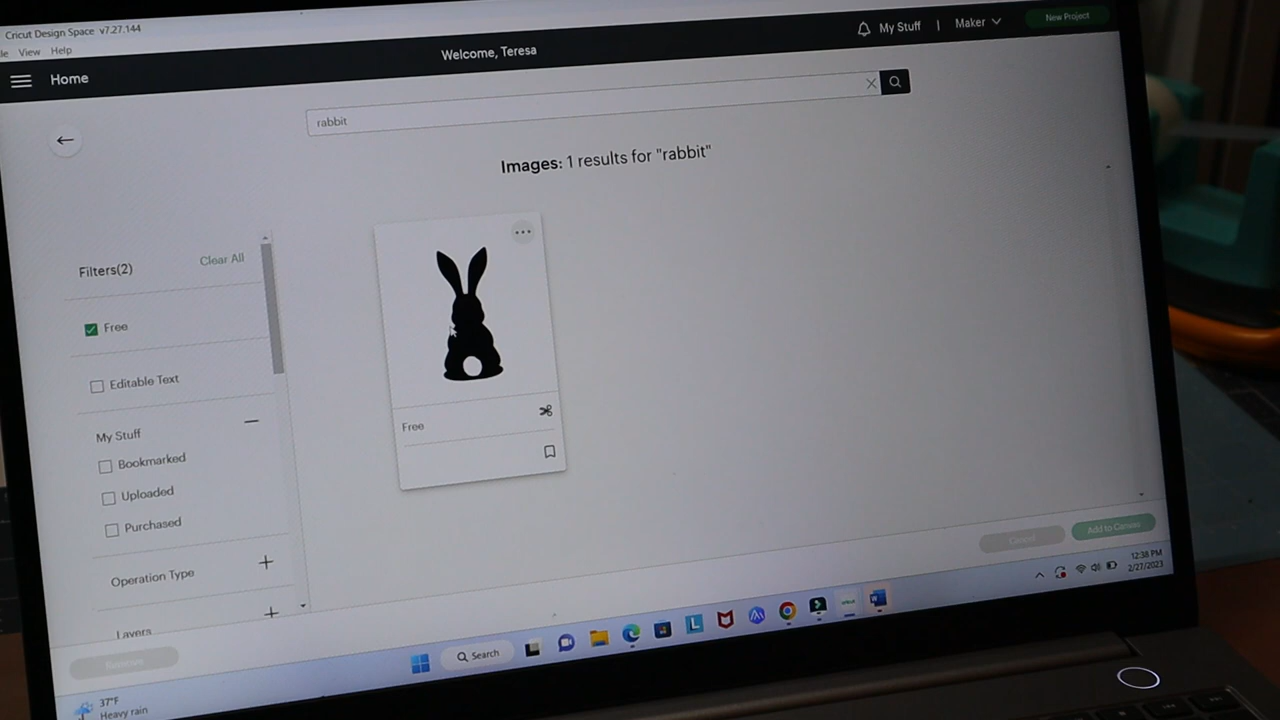 Cricut Design Space v7.27.144
View Help
Home
Welcome, Teresa
My Stuff | Maker
New Project
rabbit
Images: 1 results for "rabbit"
Filters(2)
Clear All
Free
Editable Text
My Stuff
Bookmarked
Uploaded
Purchased
Operation Type
Layers
Free
Cancel
Add to Canvas
Search
L
12:38 PM
2/27/2023
37°F
Heavy rain